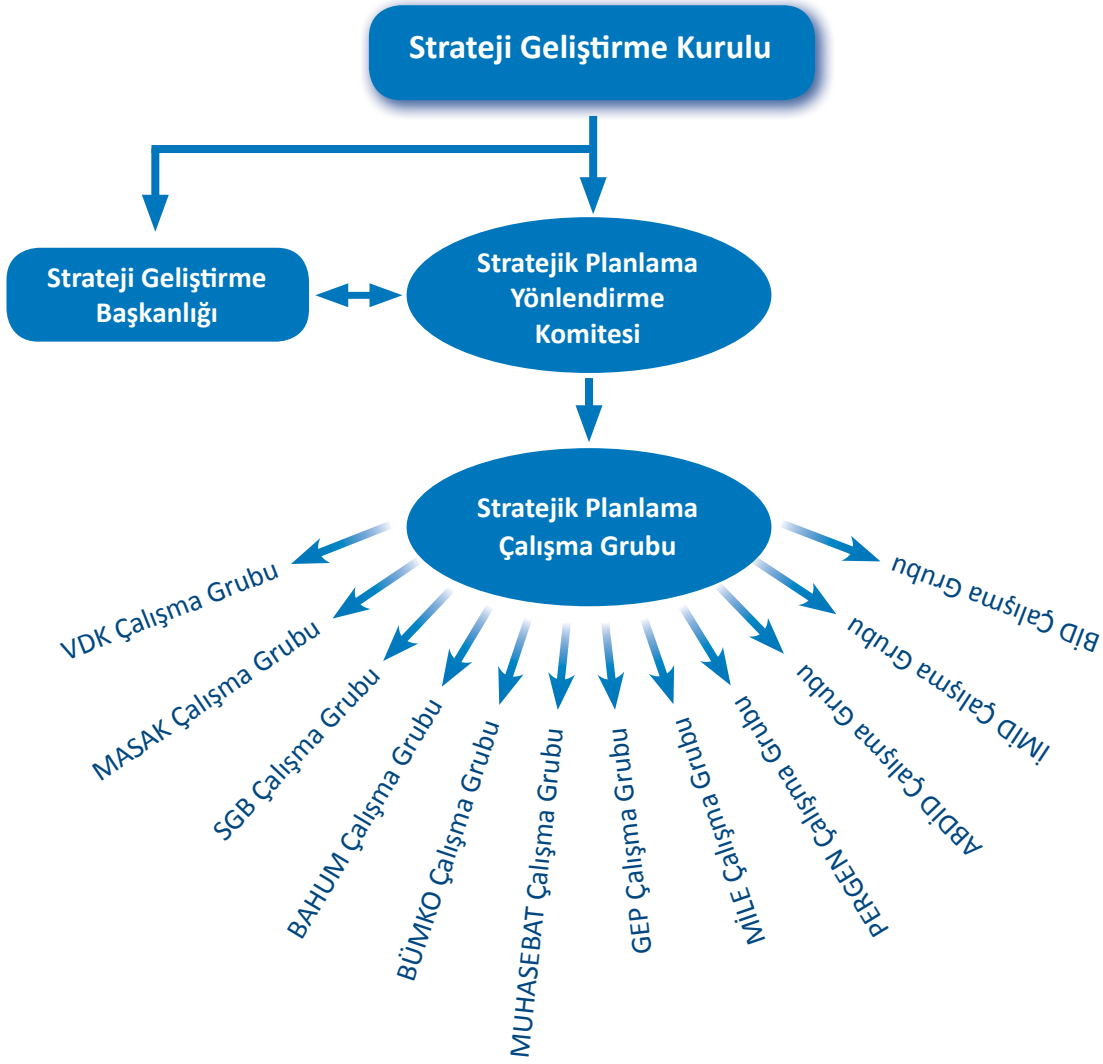 Strateji Geliştirme Kurulu
Strateji Geliştirme
Başkanlığı
Stratejik Planlama
Yönlendirme
Komitesi
Stratejik Planlama
Çalışma Grubu
VDK Çalışma Grubu
MASAK Çalışma Grubu
SGB Çalışma Grubu
BAHUM Çalışma Grubu
BÜMKO Çalışma Grubu
MUHASEBAT Çalışma Grubu
GEP Çalışma Grubu
MİLE Çalışma Grubu
PERGEN Çalışma Grubu
ABDİD Çalışma Grubu
İMİD Çalışma Grubu
BİD Çalışma Grubu